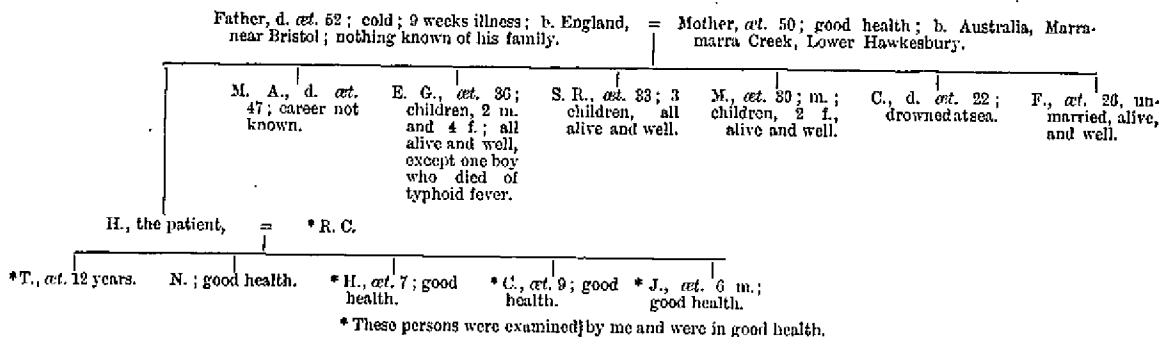 Father, d. æt. 52; cold; 9 weeks illness; b. England, = Mother, æt. 50; good health; b. Australia, Marra-
near Bristol; nothing known of his family. marra Creek, Lower Hawkesbury.
M. A., d. æt.
47; career not
known.
E. G., æt. 36;
children, 2 m.
and 4 f.; all
alive and well,
except one boy
who died of
typhoid fever.
S. R., æt. 33; 3
children, all
alive and well.
M., æt. 30; m.;
children, 2 f.,
alive and well.
C., d. æt. 22;
drowned at sea.
F., æt. 26, un-
married, alive,
and well.
H., the patient, = * R. C.
*T., æt. 12 years.
N.; good health.
* H., æt. 7; good
health.
* C., æt. 9; good
health.
* J., æt. 6 m.;
good health.
* These persons were examined by me and were in good health.